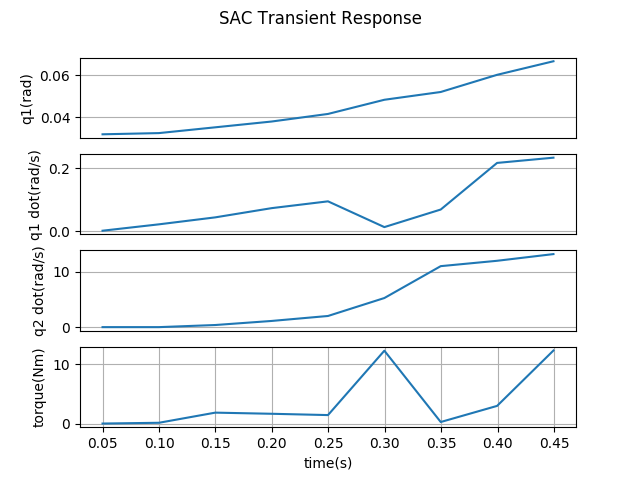 SAC Transient Response
q1(rad)
0.06
0.04
q1 dot(rad/s)
0.2
0.0
q2 dot(rad/s)
10
0
torque(Nm)
10
0
0.05 0.10 0.15 0.20 0.25 0.30 0.35 0.40 0.45
time(s)